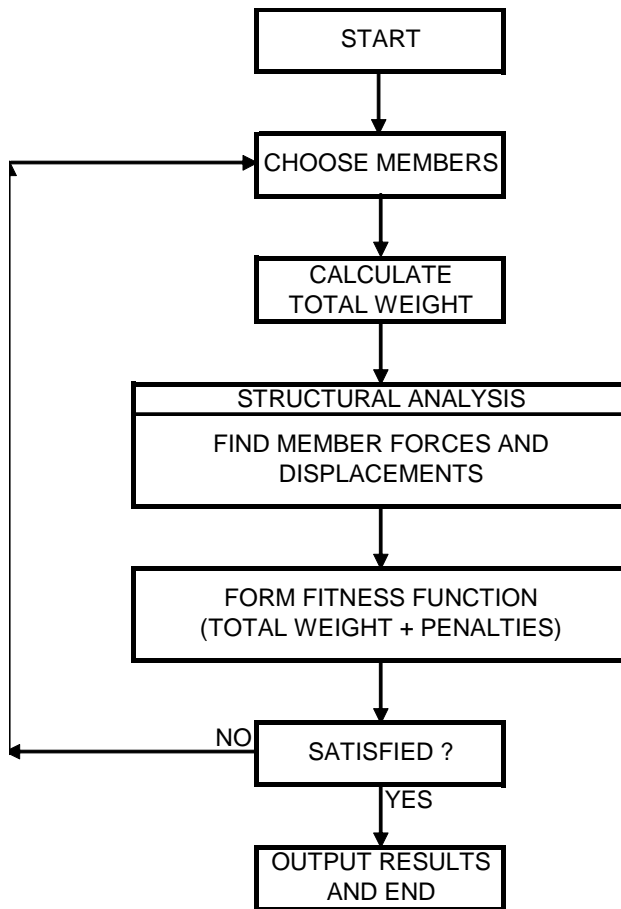 START
CHOOSE MEMBERS
CALCULATE
TOTAL WEIGHT
STRUCTURAL ANALYSIS
FIND MEMBER FORCES AND
DISPLACEMENTS
FORM FITNESS FUNCTION
(TOTAL WEIGHT + PENALTIES)
NO
SATISFIED ?
YES
OUTPUT RESULTS
AND END